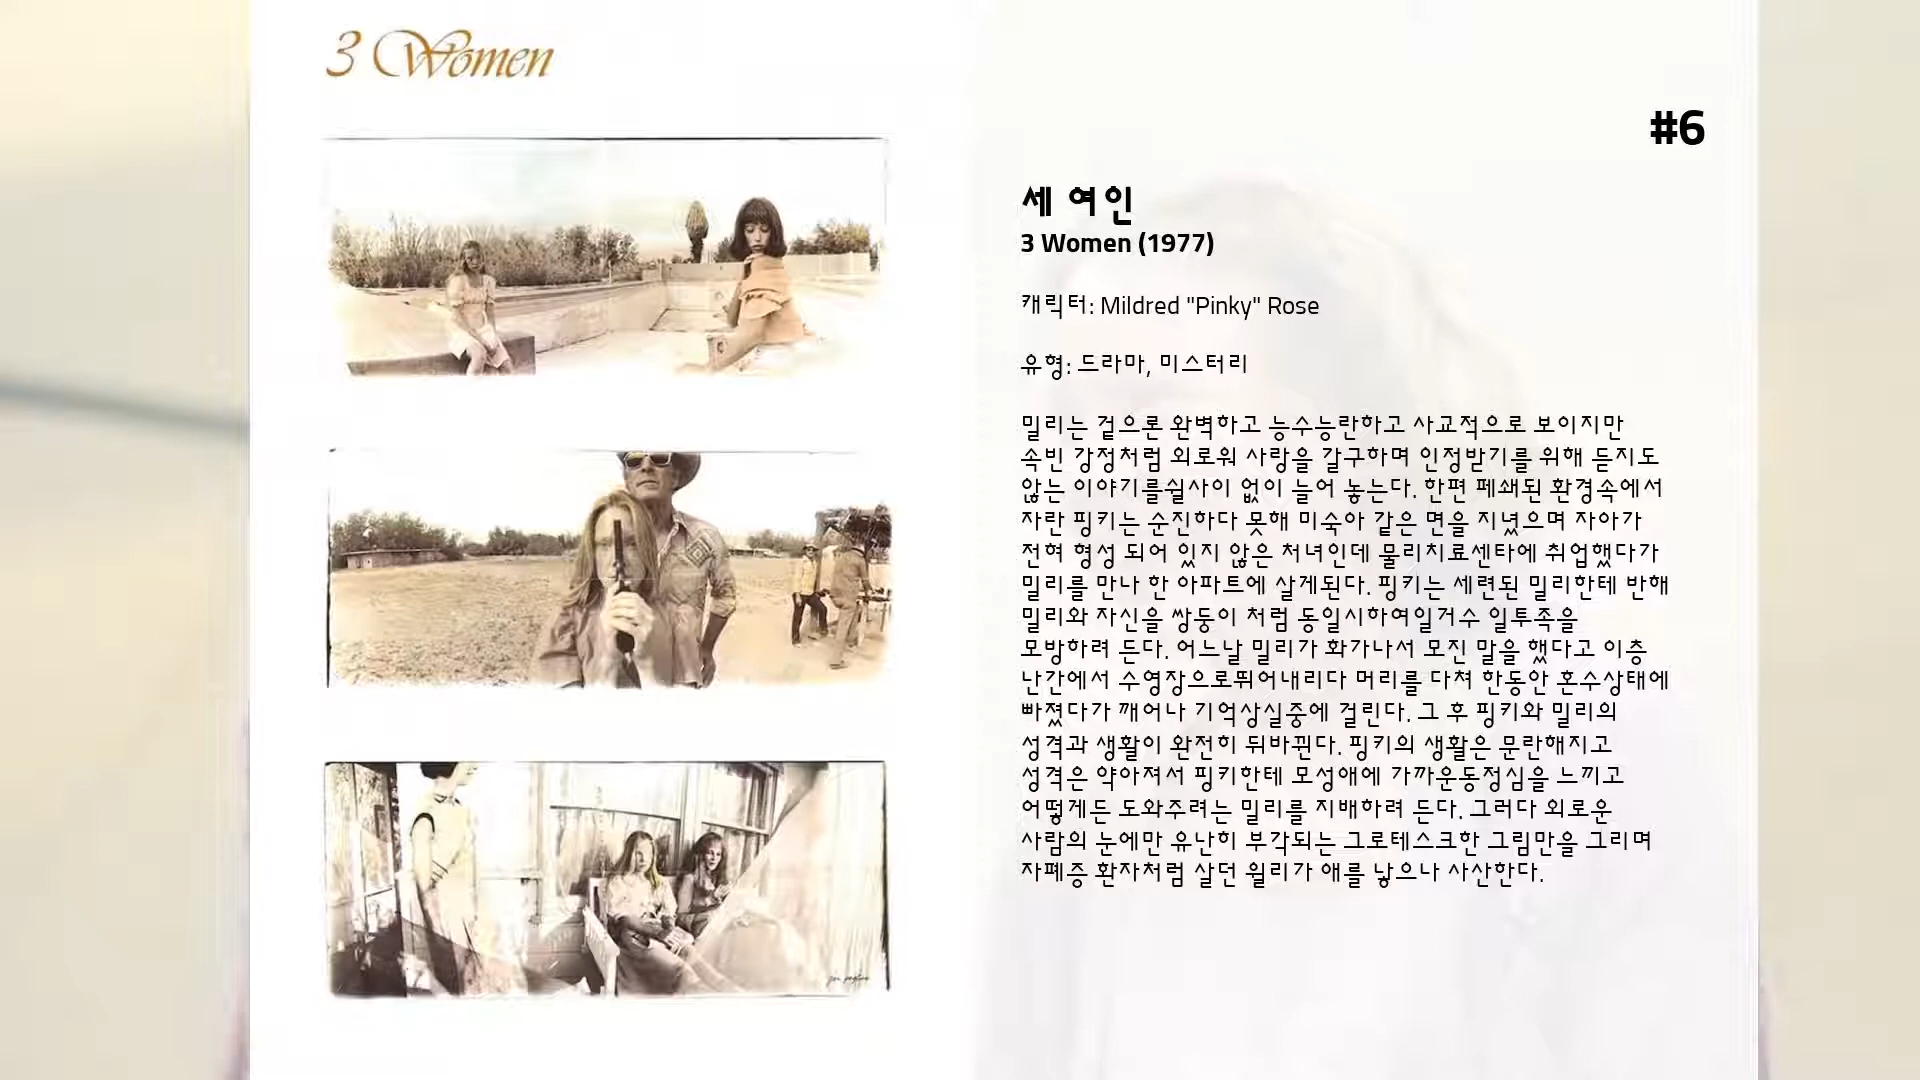 3 Women
#6
세 여인
3 Women (1977)
캐릭터: Mildred "Pinky" Rose
유형: 드라마, 미스터리
밀리는 겉으론 완벽하고 능수능란하고 사교적으로 보이지만
속빈 강정처럼 외로워 사랑을 갈구하며 인정받기를 위해 듣지도
않는 이야기를쉴사이 없이 늘어 놓는다. 한편 폐쇄된 환경속에서
자란 핑키는 순진하다 못해 미숙아 같은 면을 지녔으며 자아가
전혀 형성 되어 있지 않은 처녀인데 물리치료센타에 취업했다가
밀리를 만나 한 아파트에 살게된다. 핑키는 세련된 밀리한테 반해
밀리와 자신을 쌍둥이 처럼 동일시하여일거수 일투족을
모방하려 든다. 어느날 밀리가 화가나서 모진 말을 했다고 이층
난간에서 수영장으로뛰어내리다 머리를 다쳐 한동안 혼수상태에
빠졌다가 깨어나 기억상실중에 걸린다. 그 후 핑키와 밀리의
성격과 생활이 완전히 뒤바뀐다. 핑키의 생활은 문란해지고
성격은 약아져서 핑키한테 모성애에 가까운동정심을 느끼고
어떻게든 도와주려는 밀리를 지배하려 든다. 그러다 외로운
사람의 눈에만 유난히 부각되는 그로테스크한 그림만을 그리며
자폐증 환자처럼 살던 윌리가 애를 낳으나 사산한다.